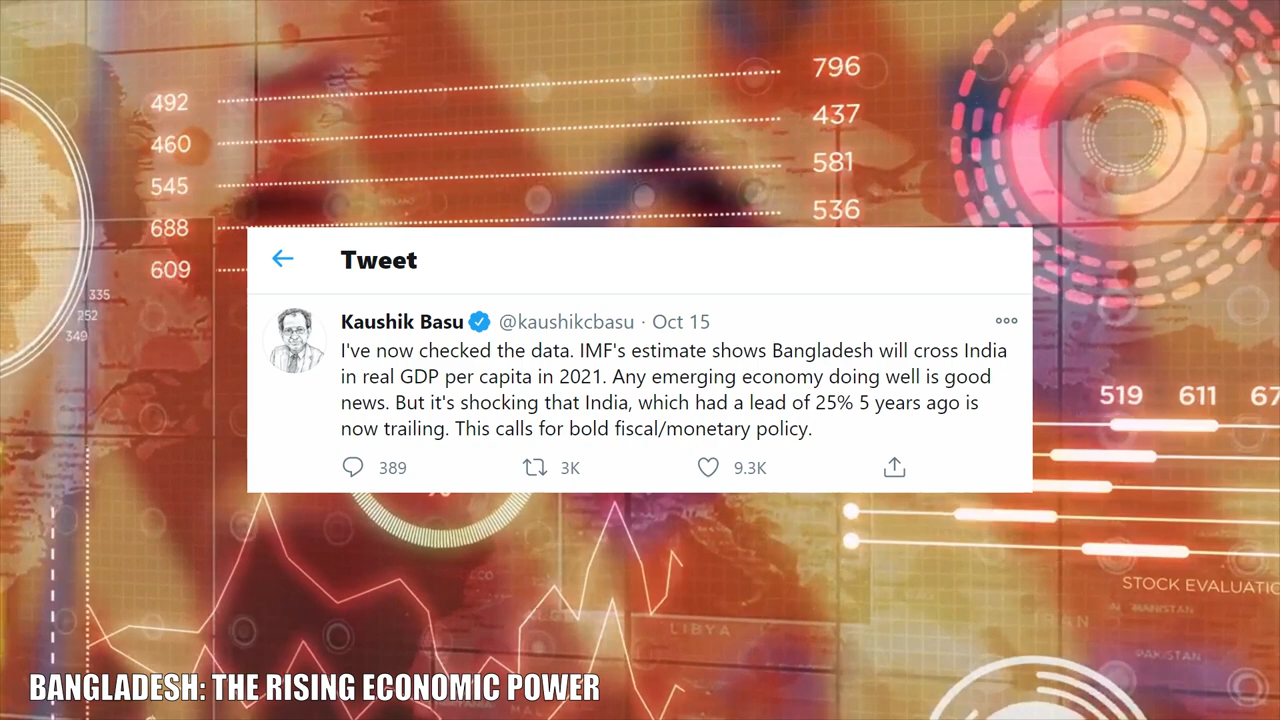 796
492
437
460
581
545
536
688
609
335
252
349
Tweet
Kaushik Basu @kaushikcbasu · Oct 15
I've now checked the data. IMF's estimate shows Bangladesh will cross India
in real GDP per capita in 2021. Any emerging economy doing well is good
news. But it's shocking that India, which had a lead of 25% 5 years ago is
now trailing. This calls for bold fiscal/monetary policy.
389 3K 9.3K
519 611 67
STOCK EVALUATIO
IRAN
LIBYA
PAKISTAN
BANGLADESH: THE RISING ECONOMIC POWER